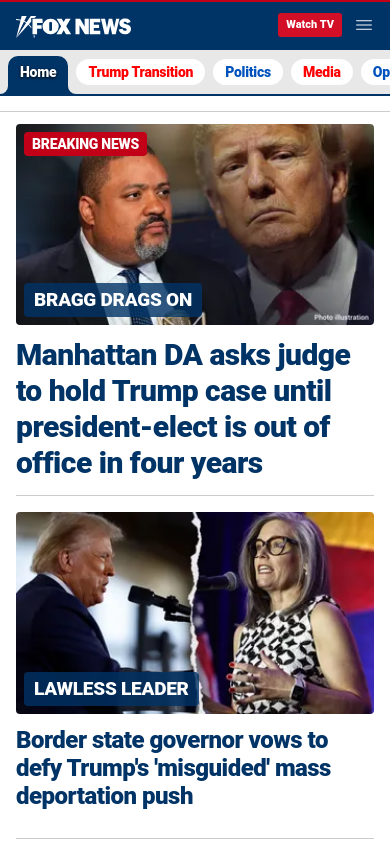 FOX NEWS
Watch TV
Home
Trump Transition
Politics
Media
Op
BREAKING NEWS
BRAGG DRAGS ON
Photo illustration
Manhattan DA asks judge
to hold Trump case until
president-elect is out of
office in four years
LAWLESS LEADER
Border state governor vows to
defy Trump's 'misguided' mass
deportation push